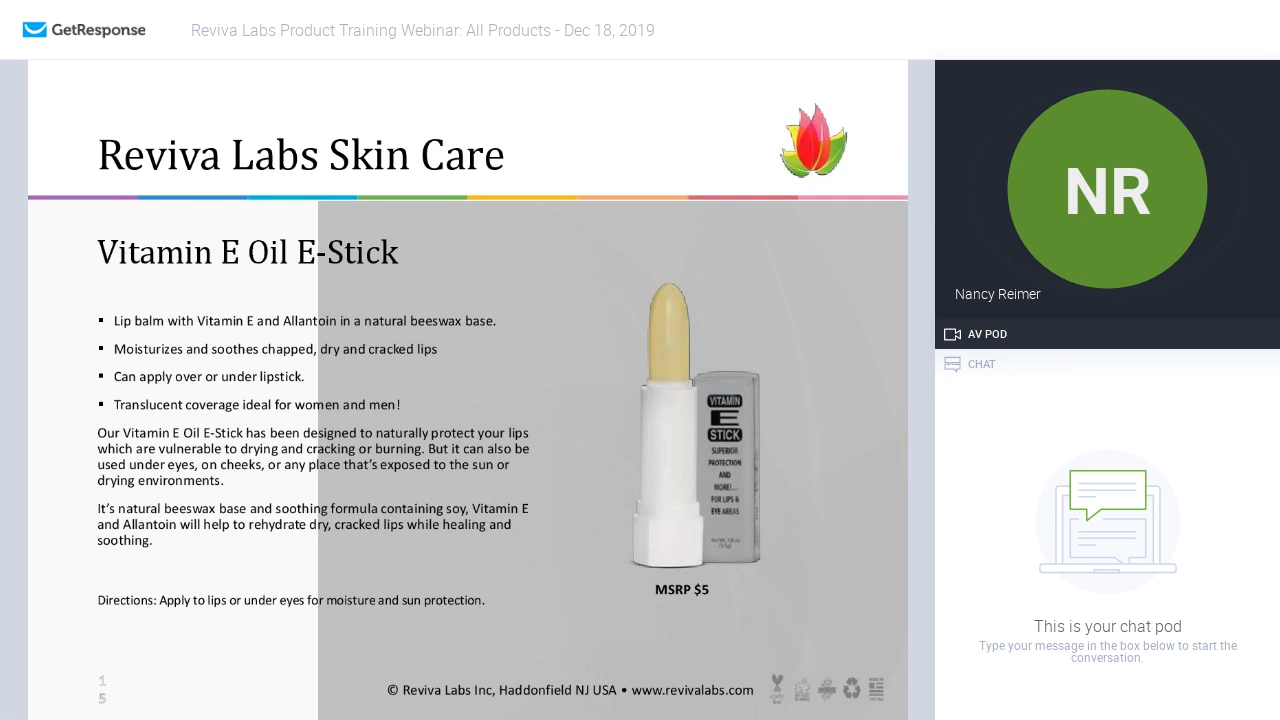 GetResponse
Reviva Labs Product Training Webinar: All Products - Dec 18, 2019
Reviva Labs Skin Care
Vitamin E Oil E-Stick
Lip balm with Vitamin E and Allantoin in a natural beeswax base.
Moisturizes and soothes chapped, dry and cracked lips
Can apply over or under lipstick.
Translucent coverage ideal for women and men!
Our Vitamin E Oil E-Stick has been designed to naturally protect your lips
which are vulnerable to drying and cracking or burning. But it can also be
used under eyes, on cheeks, or any place that’s exposed to the sun or
drying environments.
It’s natural beeswax base and soothing formula containing soy, Vitamin E
and Allantoin will help to rehydrate dry, cracked lips while healing and
soothing.
Directions: Apply to lips or under eyes for moisture and sun protection.
VITAMIN
E
STICK
SUPERIOR
PROTECTION
AND
MORE!...
FOR LIPS &
EYE AREAS
MSRP $5
1
5
© Reviva Labs Inc, Haddonfield NJ USA • www.revivalabs.com
NR
Nancy Reimer
AV POD
CHAT
This is your chat pod
Type your message in the box below to start the
conversation.